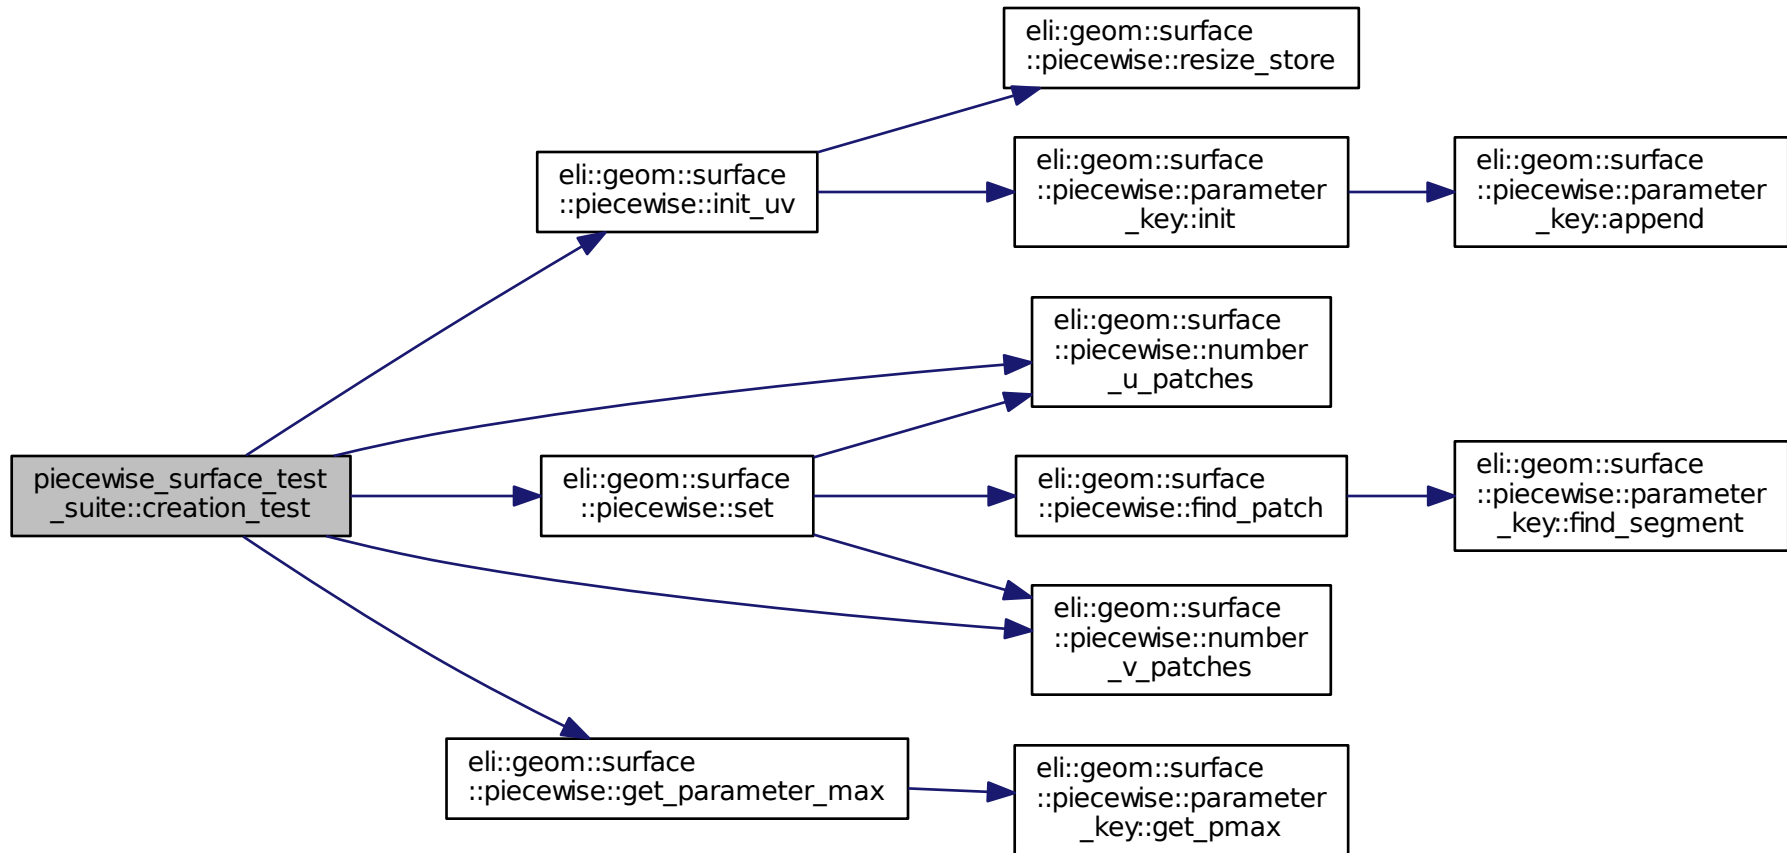 eli::geom::surface
::piecewise::resize_store
eli::geom::surface
::piecewise::init_uv
eli::geom::surface
::piecewise::parameter
_key::init
eli::geom::surface
::piecewise::parameter
_key::append
eli::geom::surface
::piecewise::number
_u_patches
piecewise_surface_test
_suite::creation_test
eli::geom::surface
::piecewise::set
eli::geom::surface
::piecewise::find_patch
eli::geom::surface
::piecewise::parameter
_key::find_segment
eli::geom::surface
::piecewise::number
_v_patches
eli::geom::surface
::piecewise::get_parameter_max
eli::geom::surface
::piecewise::parameter
_key::get_pmax